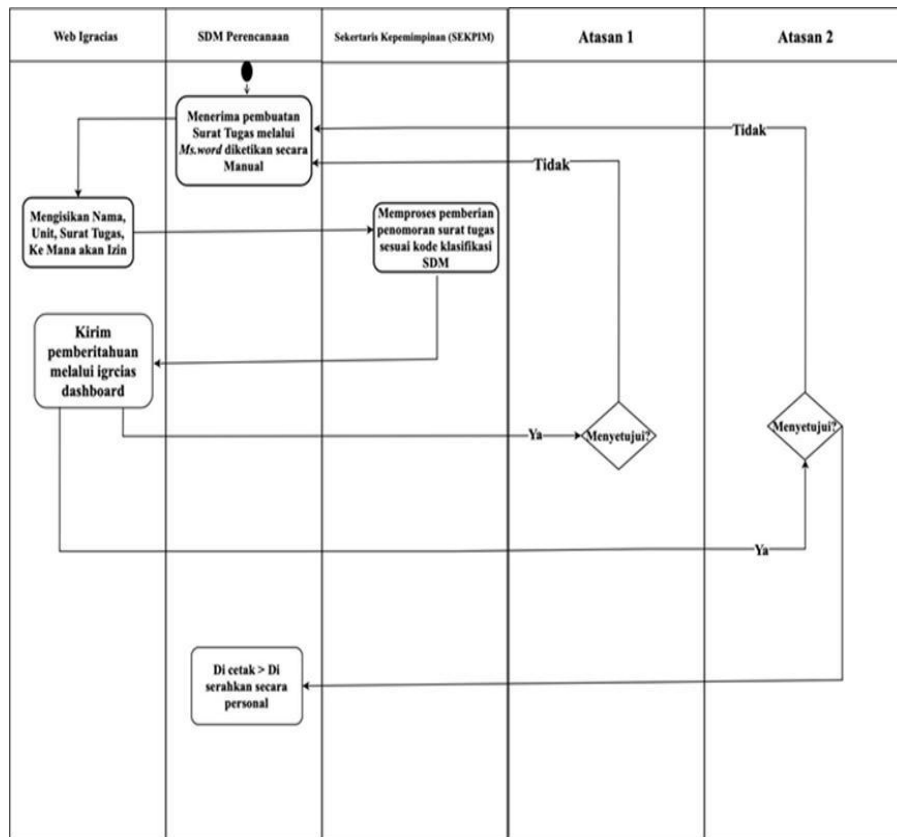 Web Igracias
SDM Perencanaan
Sekertaris Kepemimpinan (SEKPIM)
Atasan 1
Atasan 2
Menerima pembuatan
Surat Tugas melalui
Ms.word diketikan secara
Manual
Tidak
Tidak
Mengisikan Nama,
Unit, Surat Tugas,
Ke Mana akan Izin
Memproses pemberian
penomoran surat tugas
sesuai kode klasifikasi
SDM
Kirim
pemberitahuan
melalui igrcias
dashboard
Ya
Menyetujui?
Menyetujui?
Ya
Di cetak > Di
serahkan secara
personal